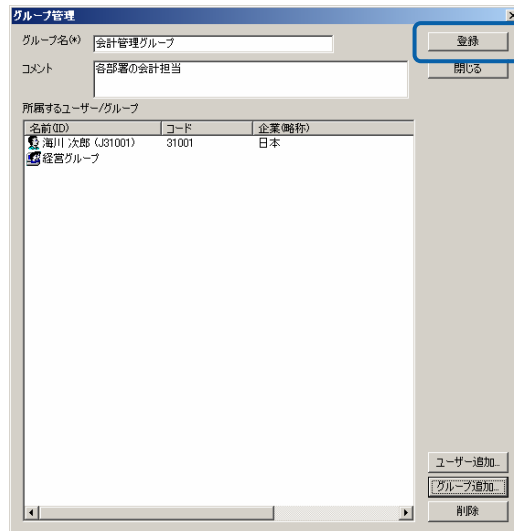 グループ管理
グループ名(*) 会計管理グループ 登録
コメント 各部署の会計担当 閉じる
所属するユーザー/グループ
名前(ID) コード 企業(略称)
海川 次郎 (J31001) 31001 日本
経営グループ
ユーザー追加...
グループ追加...
削除